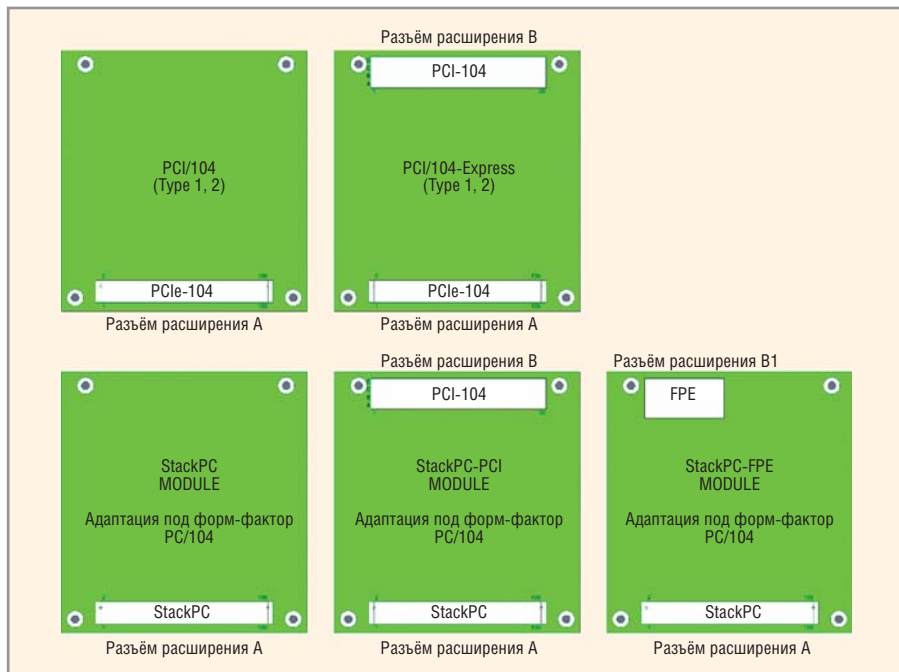 Разъём расширения B
PCI-104
PCI/104
(Type 1, 2)
PCI/104-Express
(Type 1, 2)
PCIe-104
PCIe-104
Разъём расширения A
Разъём расширения A
Разъём расширения B
Разъём расширения B1
PCI-104
FPE
StackPC
MODULE
Адаптация под форм-фактор
PC/104
StackPC-PCI
MODULE
Адаптация под форм-фактор
PC/104
StackPC-FPE
MODULE
Адаптация под форм-фактор
PC/104
StackPC
StackPC
StackPC
Разъём расширения A
Разъём расширения A
Разъём расширения A